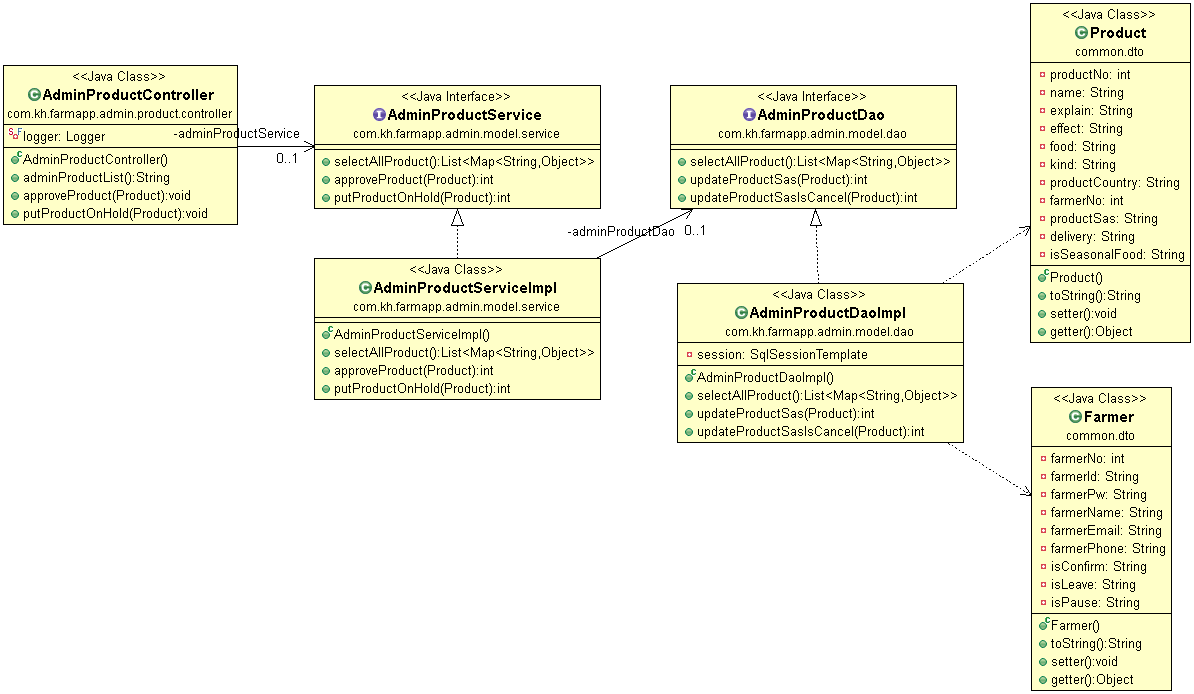 <<Java Class>>
AdminProductController
com.kh.farmapp.admin.product.controller
logger: Logger
AdminProductController()
adminProductList():String
approveProduct(Product):void
putProductOnHold(Product):void
-adminProductService
0..1
<<Java Interface>>
AdminProductService
com.kh.farmapp.admin.model.service
selectAllProduct():List<Map<String,Object>>
approveProduct(Product):int
putProductOnHold(Product):int
<<Java Class>>
AdminProductServiceImpl
com.kh.farmapp.admin.model.service
AdminProductServiceImpl()
selectAllProduct():List<Map<String,Object>>
approveProduct(Product):int
putProductOnHold(Product):int
-adminProductDao
0..1
<<Java Interface>>
AdminProductDao
com.kh.farmapp.admin.model.dao
selectAllProduct():List<Map<String,Object>>
updateProductSas(Product):int
updateProductSasIsCancel(Product):int
<<Java Class>>
AdminProductDaoImpl
com.kh.farmapp.admin.model.dao
session: SqlSessionTemplate
AdminProductDaoImpl()
selectAllProduct():List<Map<String,Object>>
updateProductSas(Product):int
updateProductSasIsCancel(Product):int
<<Java Class>>
Product
common.dto
productNo: int
name: String
explain: String
effect: String
food: String
kind: String
productCountry: String
farmerNo: int
productSas: String
delivery: String
isSeasonalFood: String
Product()
toString():String
setter():void
getter():Object
<<Java Class>>
Farmer
common.dto
farmerNo: int
farmerId: String
farmerPw: String
farmerName: String
farmerEmail: String
farmerPhone: String
isConfirm: String
isLeave: String
isPause: String
Farmer()
toString():String
setter():void
getter():Object